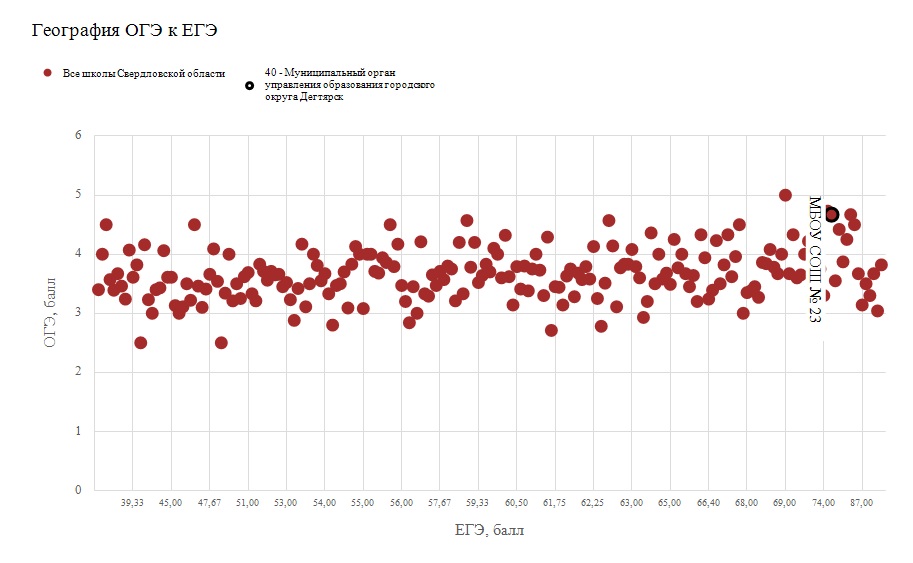 География ОГЭ к ЕГЭ
Все школы Свердловской области
40 - Муниципальный орган
управления образования городского
округа Дегтярск
6
5
4
3
2
1
0
ОГЭ, балл
МБОУ СОШ №23
39,33 45,00 47,67 51,00 53,00 54,00 55,00 56,00 57,67 59,33 60,50 61,75 62,25 63,00 65,00 66,40 68,00 69,00 74,00 87,00
ЕГЭ, балл